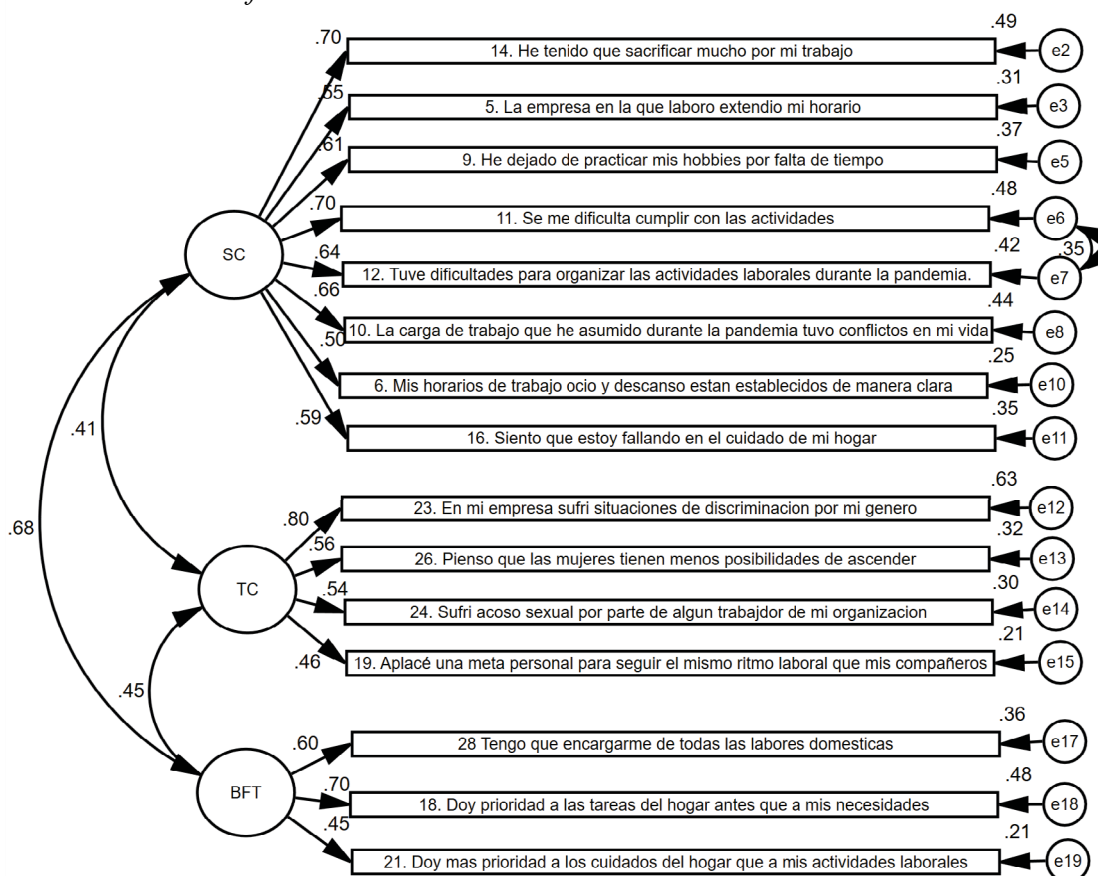 .49
.70
14. He tenido que sacrificar mucho por mi trabajo
e2
.31
.55
5. La empresa en la que laboro extendio mi horario
e3
.37
.61
9. He dejado de practicar mis hobbies por falta de tiempo
e5
.48
.70
11. Se me dificulta cumplir con las actividades
e6
.35
SC
.42
.64
12. Tuve dificultades para organizar las actividades laborales durante la pandemia.
e7
.44
.66
10. La carga de trabajo que he asumido durante la pandemia tuvo conflictos en mi vida
e8
.25
.50
6. Mis horarios de trabajo ocio y descanso estan establecidos de manera clara
e10
.35
.59
16. Siento que estoy fallando en el cuidado de mi hogar
e11
.41
.68
.63
.80
23. En mi empresa sufri situaciones de discriminacion por mi genero
e12
.32
.56
26. Pienso que las mujeres tienen menos posibilidades de ascender
e13
TC
.30
.54
24. Sufri acoso sexual por parte de algun trabajdor de mi organizacion
e14
.21
.46
19. Aplacé una meta personal para seguir el mismo ritmo laboral que mis compañeros
e15
.45
.36
.60
28 Tengo que encargarme de todas las labores domesticas
e17
BFT
.48
.70
18. Doy prioridad a las tareas del hogar antes que a mis necesidades
e18
.21
.45
21. Doy mas prioridad a los cuidados del hogar que a mis actividades laborales
e19